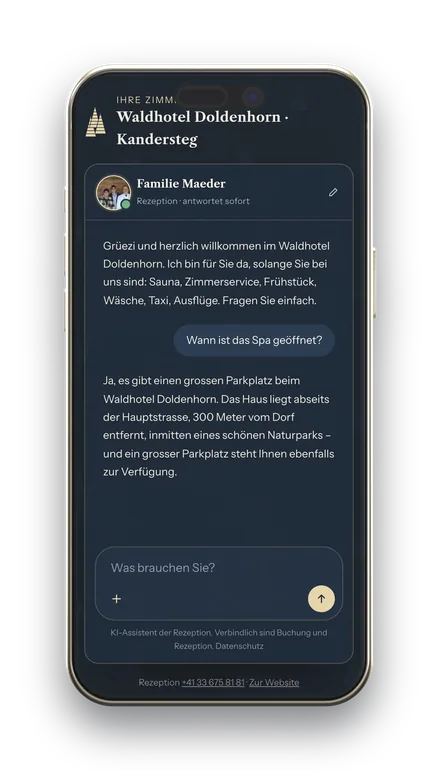 IHRE ZIMM.
Waldhotel Doldenhorn ·
Kandersteg
Familie Maeder
Rezeption · antwortet sofort
Grüezi und herzlich willkommen im Waldhotel
Doldenhorn. Ich bin für Sie da, solange Sie bei
uns sind: Sauna, Zimmerservice, Frühstück,
Wäsche, Taxi, Ausflüge. Fragen Sie einfach.
Wann ist das Spa geöffnet?
Ja, es gibt einen grossen Parkplatz beim
Waldhotel Doldenhorn. Das Haus liegt abseits
der Hauptstrasse, 300 Meter vom Dorf
entfernt, inmitten eines schönen Naturparks –
und ein grosser Parkplatz steht Ihnen ebenfalls
zur Verfügung.
Was brauchen Sie?
KI-Assistent der Rezeption. Verbindlich sind Buchung und
Rezeption. Datenschutz
Rezeption +41 33 675 81 81 · Zur Website